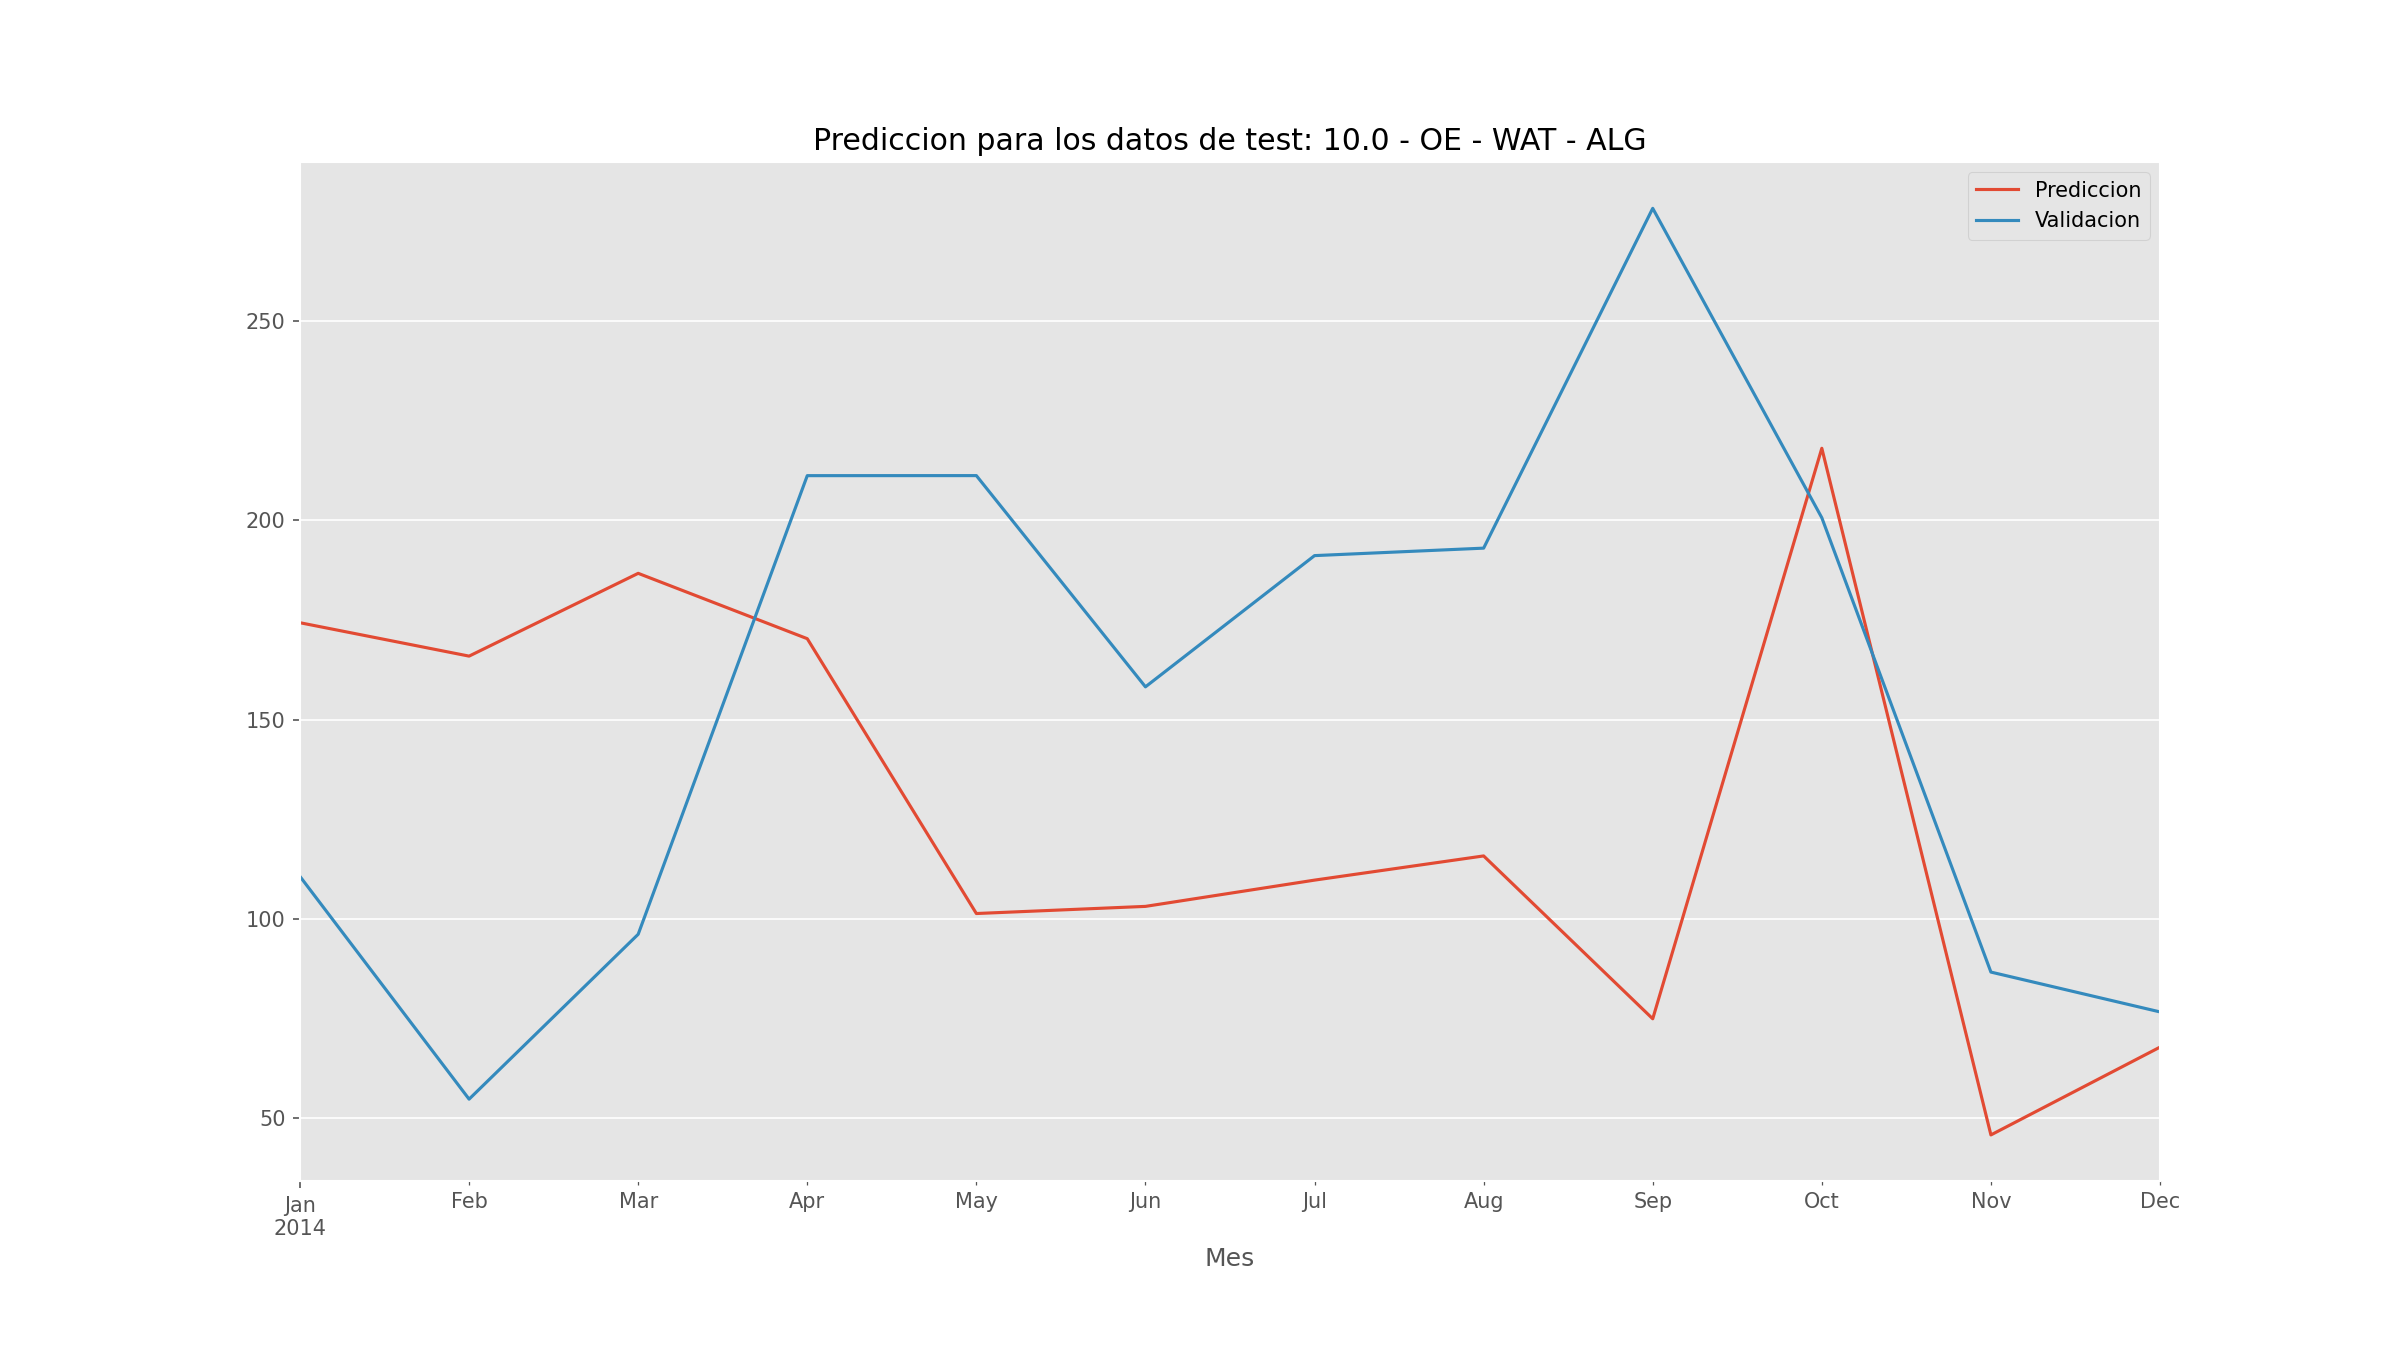 Prediccion para los datos de test: 10.0 - OE - WAT - ALG
Prediccion
Validacion
250
200
150
100
50
Jan Feb Mar Apr May Jun Jul Aug Sep Oct Nov Dec
2014
Mes